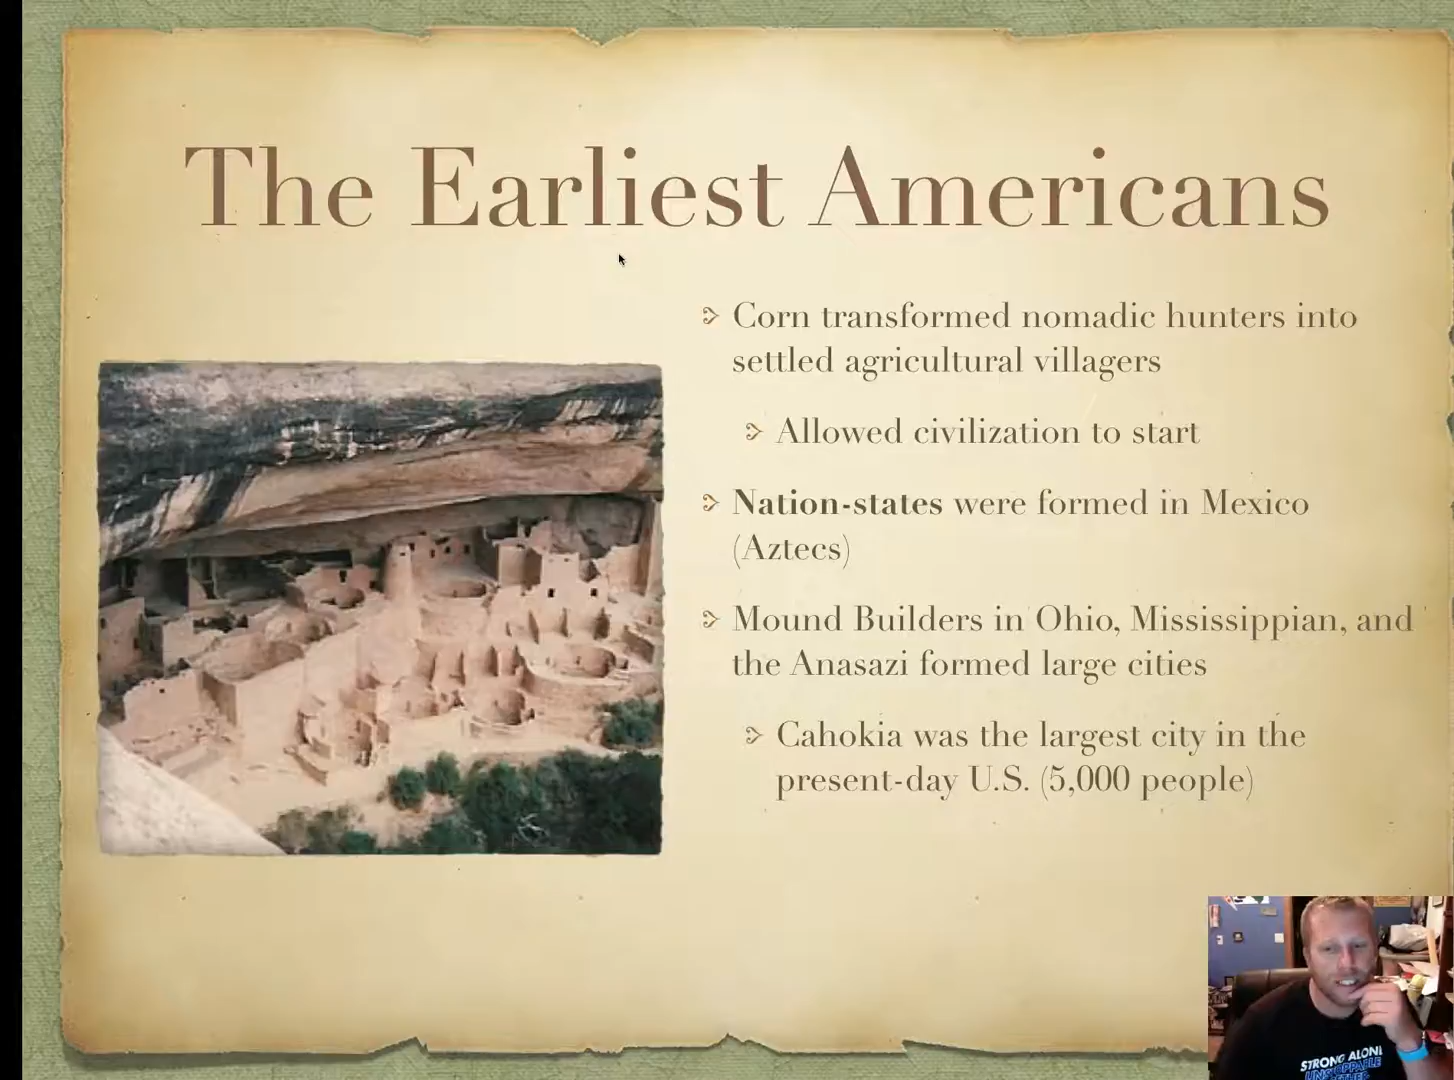 The Earliest Americans
Corn transformed nomadic hunters into
settled agricultural villagers
Allowed civilization to start
Nation-states were formed in Mexico
(Aztecs)
Mound Builders in Ohio, Mississippian, and
the Anasazi formed large cities
Cahokia was the largest city in the
present-day U.S. (5,000 people)
STRONG ALONE
UNSTOPPABLE